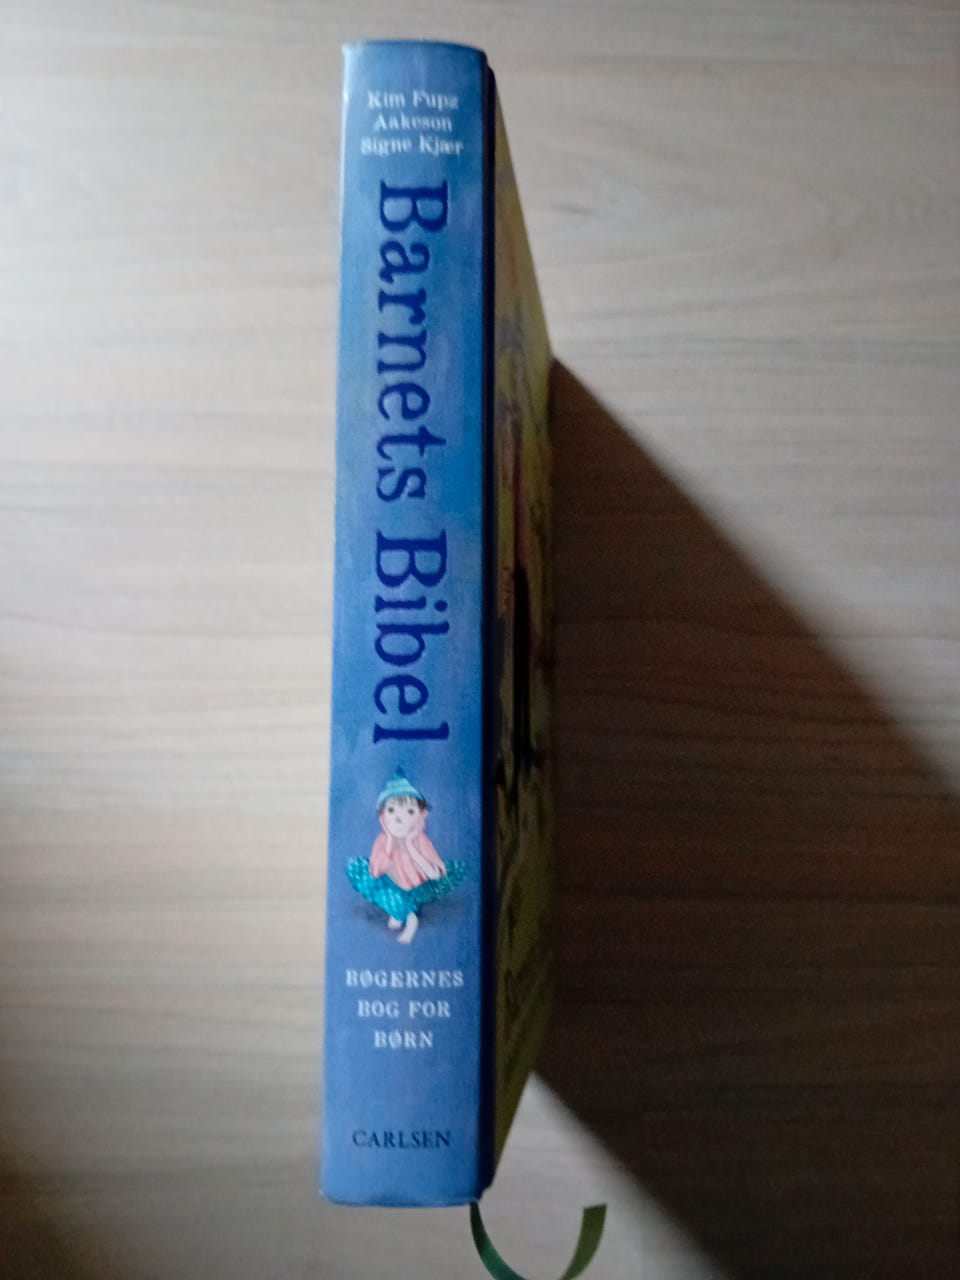 Kim Fupz
Aakeson
Signe Kjær
Barnets Bibel
BØGERNES
BOG FOR
BØRN
CARLSEN